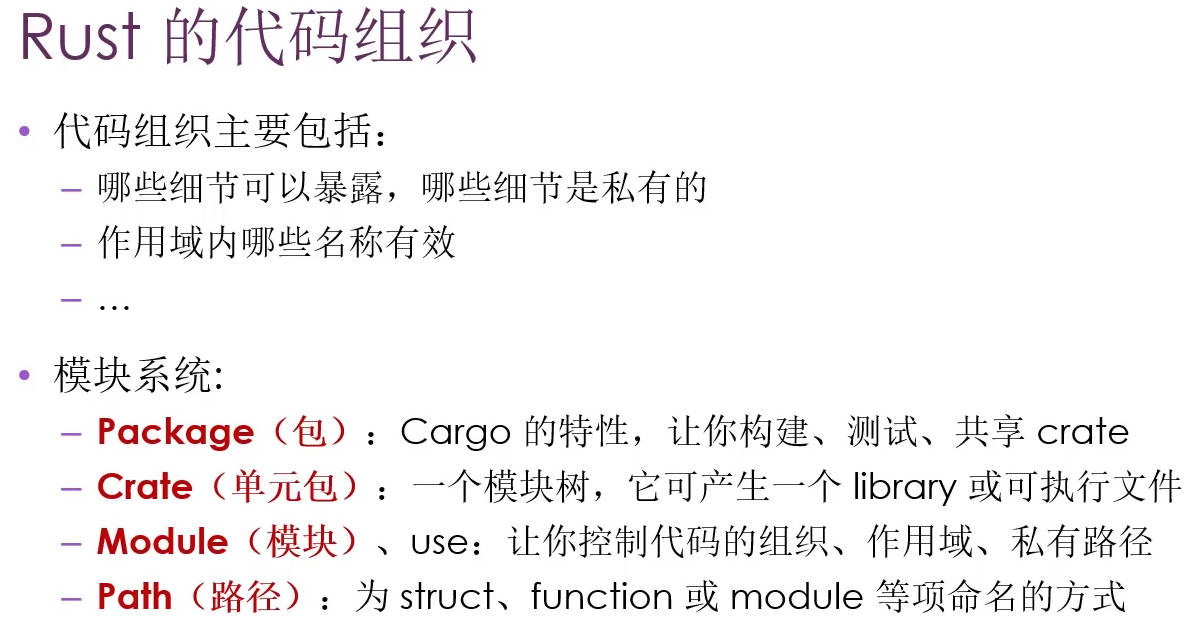 Rust 的代码组织
• 代码组织主要包括：
– 哪些细节可以暴露，哪些细节是私有的
– 作用域内哪些名称有效
– …
• 模块系统:
– Package（包）：Cargo 的特性，让你构建、测试、共享 crate
– Crate（单元包）：一个模块树，它可产生一个 library 或可执行文件
– Module（模块）、use：让你控制代码的组织、作用域、私有路径
– Path（路径）：为 struct、function 或 module 等项命名的方式